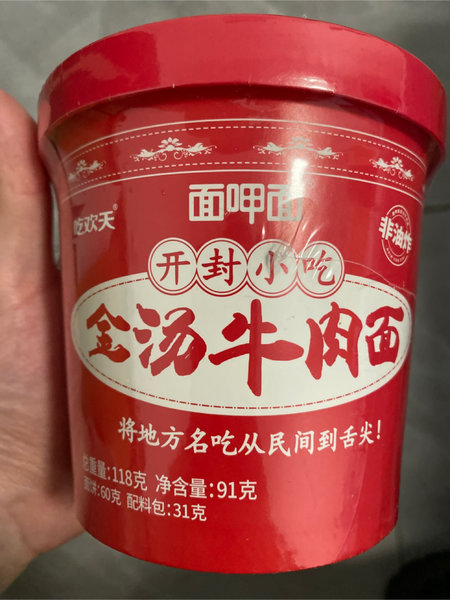 面呷面
吃欢天
非油炸
开封小吃
金汤牛肉面
将地方名吃从民间到舌尖!
总重量:118克 净含量:91克
面饼:60克 配料包:31克